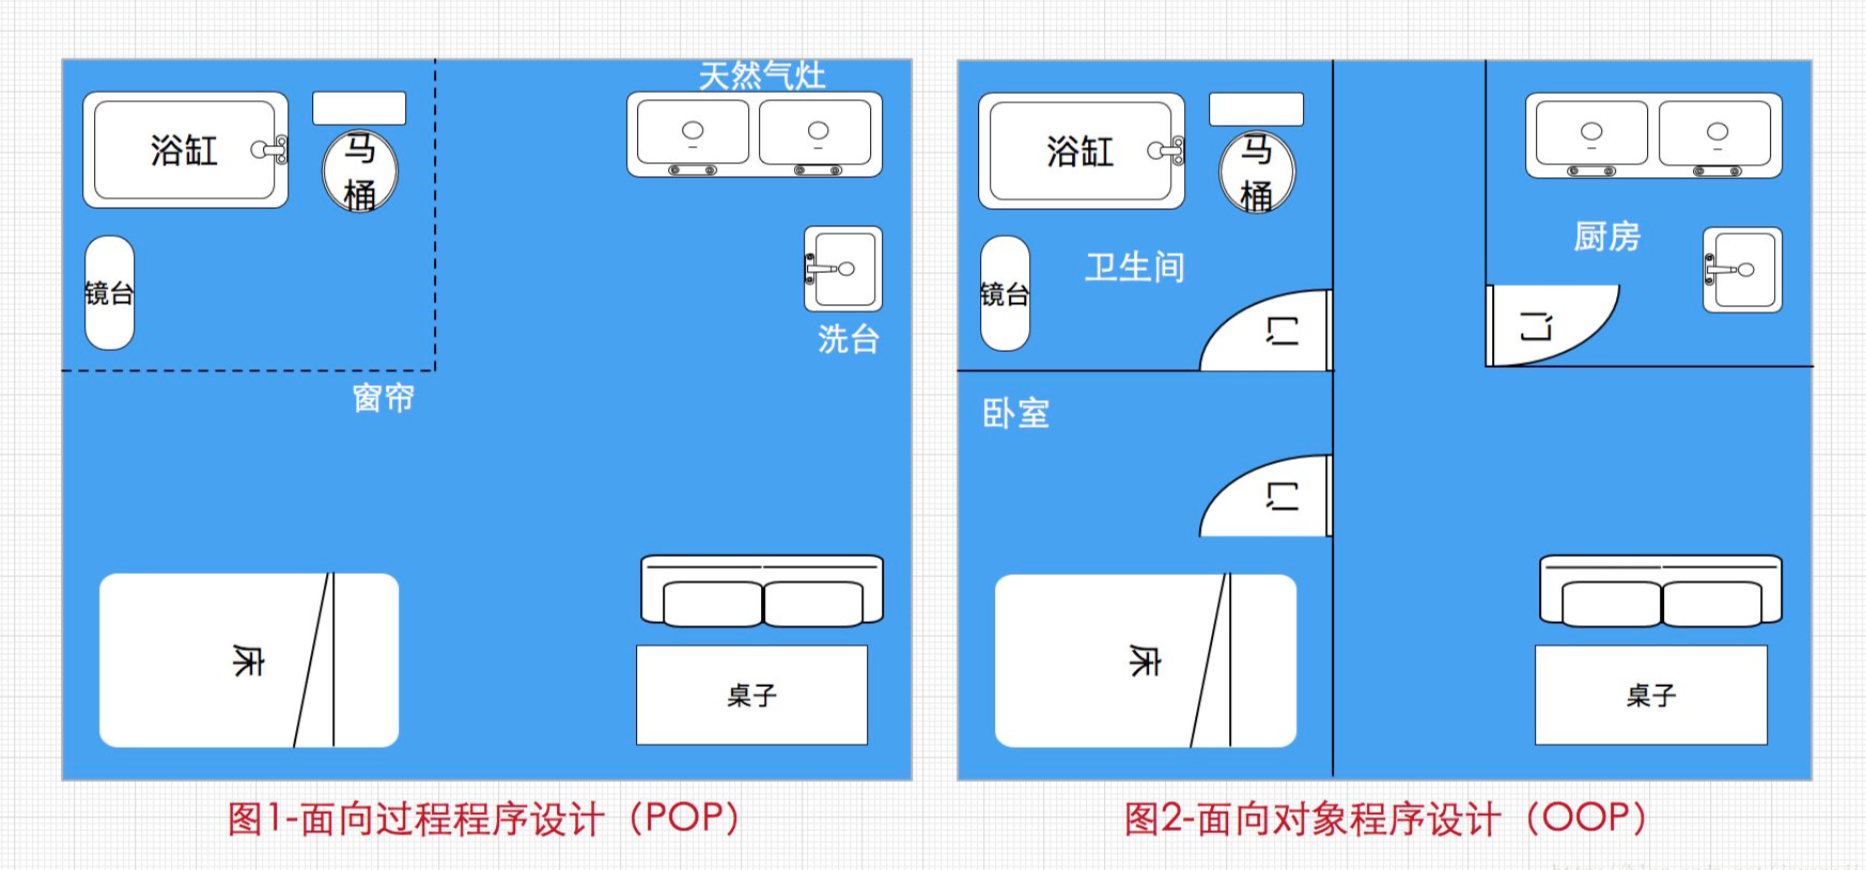 天然气灶
浴缸
马
桶
镜台
洗台
窗帘
床
桌子
图1-面向过程程序设计（POP）
浴缸
马
桶
镜台
卫生间
门
厨房
门
卧室
门
床
桌子
图2-面向对象程序设计（OOP）